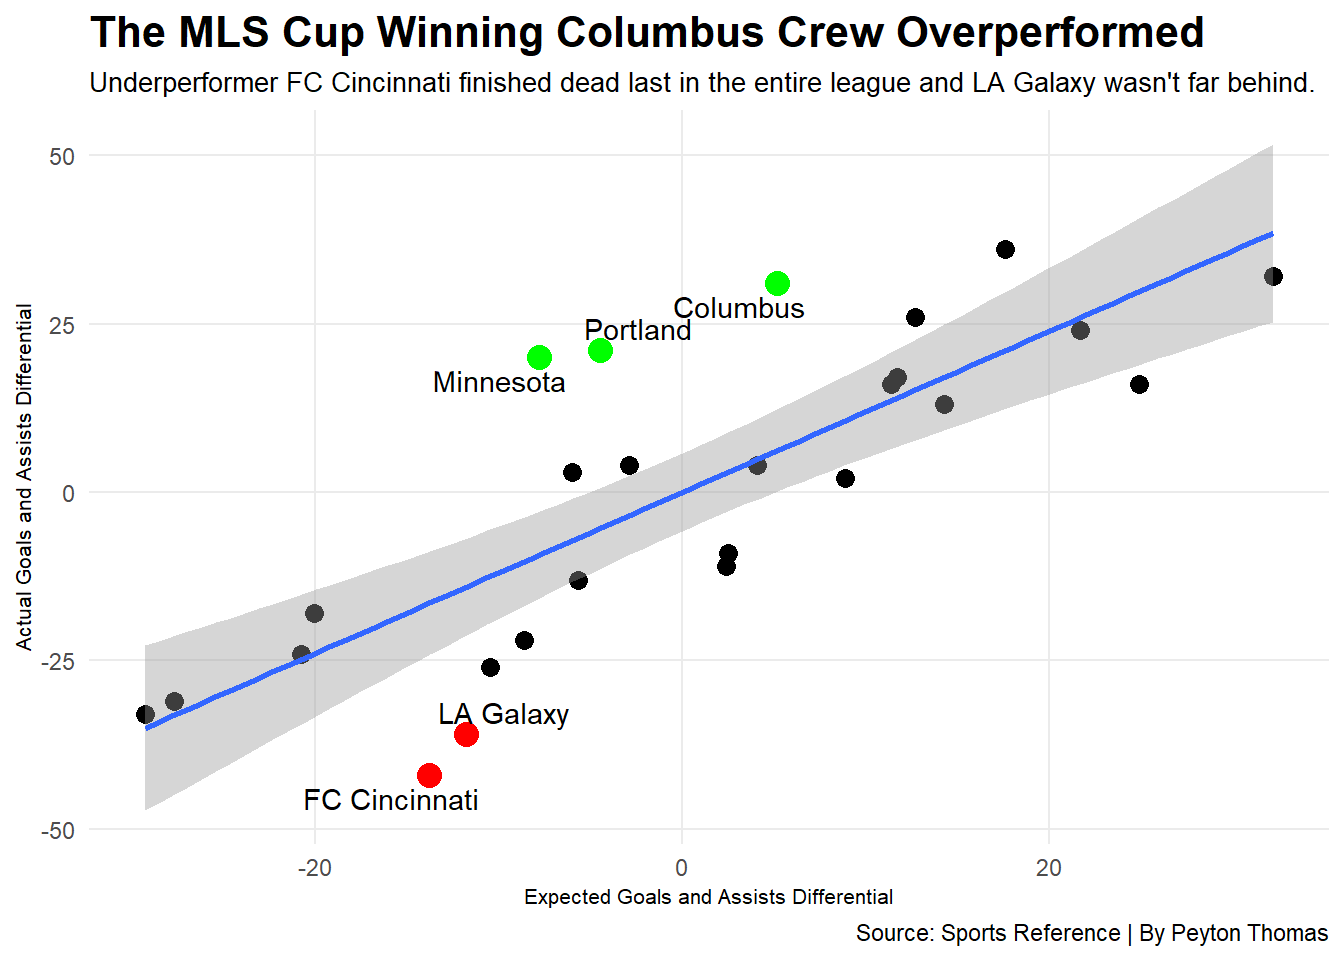 The MLS Cup Winning Columbus Crew Overperformed
Underperformer FC Cincinnati finished dead last in the entire league and LA Galaxy wasn't far behind.
Actual Goals and Assists Differential
50
25
0
-25
-50
Columbus
Portland
Minnesota
LA Galaxy
FC Cincinnati
-20
0
20
Expected Goals and Assists Differential
Source: Sports Reference | By Peyton Thomas